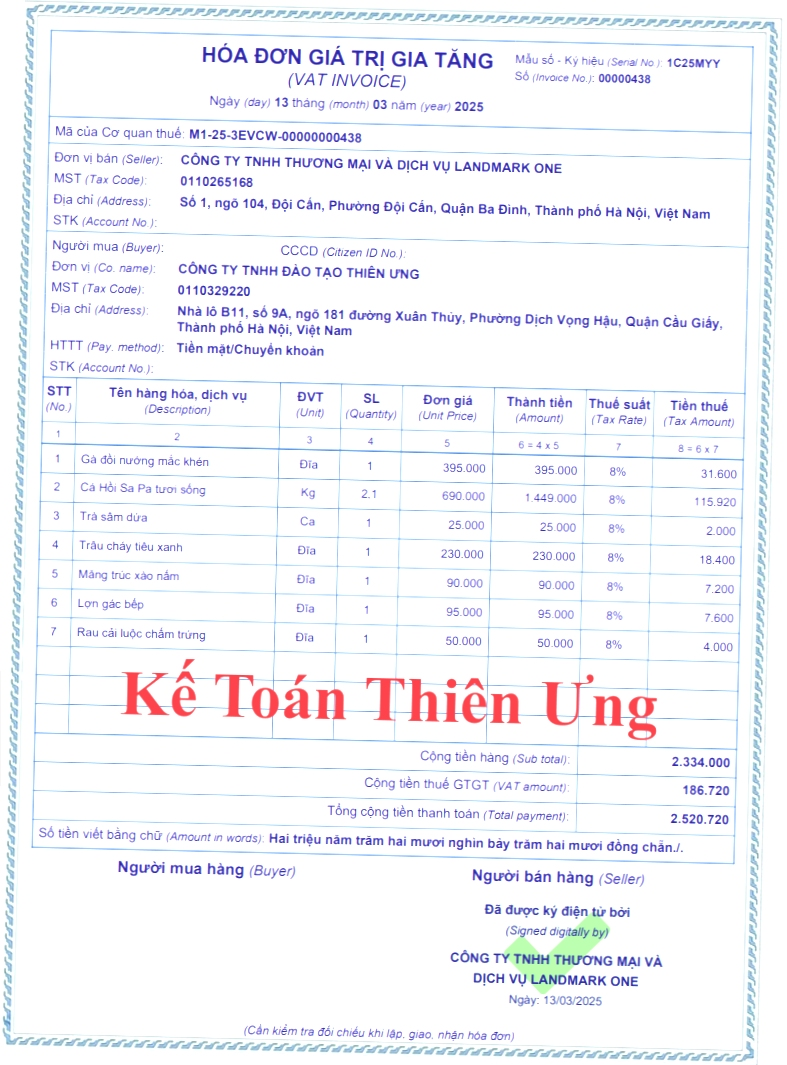 HÓA ĐƠN GIÁ TRỊ GIA TĂNG
(VAT INVOICE)
Ngày (day) 13 tháng (month) 03 năm (year) 2025
Mẫu số - Ký hiệu (Serial No.): 1C25MYY
Số (Invoice No.): 00000438
Mã của Cơ quan thuế: M1-25-3EVCW-00000000438
Đơn vị bán (Seller): CÔNG TY TNHH THƯƠNG MẠI VÀ DỊCH VỤ LANDMARK ONE
MST (Tax Code): 0110265168
Địa chỉ (Address): Số 1, ngõ 104, Đội Cấn, Phường Đội Cấn, Quận Ba Đình, Thành phố Hà Nội, Việt Nam
STK (Account No.):
Người mua (Buyer): CCCD (Citizen ID No.):
Đơn vị (Co. name): CÔNG TY TNHH ĐÀO TẠO THIÊN ƯNG
MST (Tax Code): 0110329220
Địa chỉ (Address): Nhà lô B11, số 9A, ngõ 181 đường Xuân Thủy, Phường Dịch Vọng Hậu, Quận Cầu Giấy,
Thành phố Hà Nội, Việt Nam
HTTT (Pay. method): Tiền mặt/Chuyển khoản
STK (Account No.):
STT Tên hàng hóa, dịch vụ ĐVT SL Đơn giá Thành tiền Thuế suất Tiền thuế
(No.) (Description) (Unit) (Quantity) (Unit Price) (Amount) (Tax Rate) (Tax Amount)
1 2 3 4 5 6 = 4 x 5 7 8 = 6 x 7
1 Gà đồi nướng mắc khén Đĩa 1 395.000 395.000 8% 31.600
2 Cá Hồi Sa Pa tươi sống Kg 2.1 690.000 1.449.000 8% 115.920
3 Trà sâm dứa Ca 1 25.000 25.000 8% 2.000
4 Trâu cháy tiêu xanh Đĩa 1 230.000 230.000 8% 18.400
5 Măng trúc xào nấm Đĩa 1 90.000 90.000 8% 7.200
6 Lợn gác bếp Đĩa 1 95.000 95.000 8% 7.600
7 Rau cải luộc chấm trứng Đĩa 1 50.000 50.000 8% 4.000
Kế Toán Thiên Ưng
Cộng tiền hàng (Sub total): 2.334.000
Cộng tiền thuế GTGT (VAT amount): 186.720
Tổng cộng tiền thanh toán (Total payment): 2.520.720
Số tiền viết bằng chữ (Amount in words): Hai triệu năm trăm hai mươi nghìn bảy trăm hai mươi đồng chẵn./.
Người mua hàng (Buyer)
Người bán hàng (Seller)
Đã được ký điện tử bởi
(Signed digitally by)
CÔNG TY TNHH THƯƠNG MẠI VÀ
DỊCH VỤ LANDMARK ONE
Ngày: 13/03/2025
(Cần kiểm tra đối chiếu khi lập, giao, nhận hóa đơn)